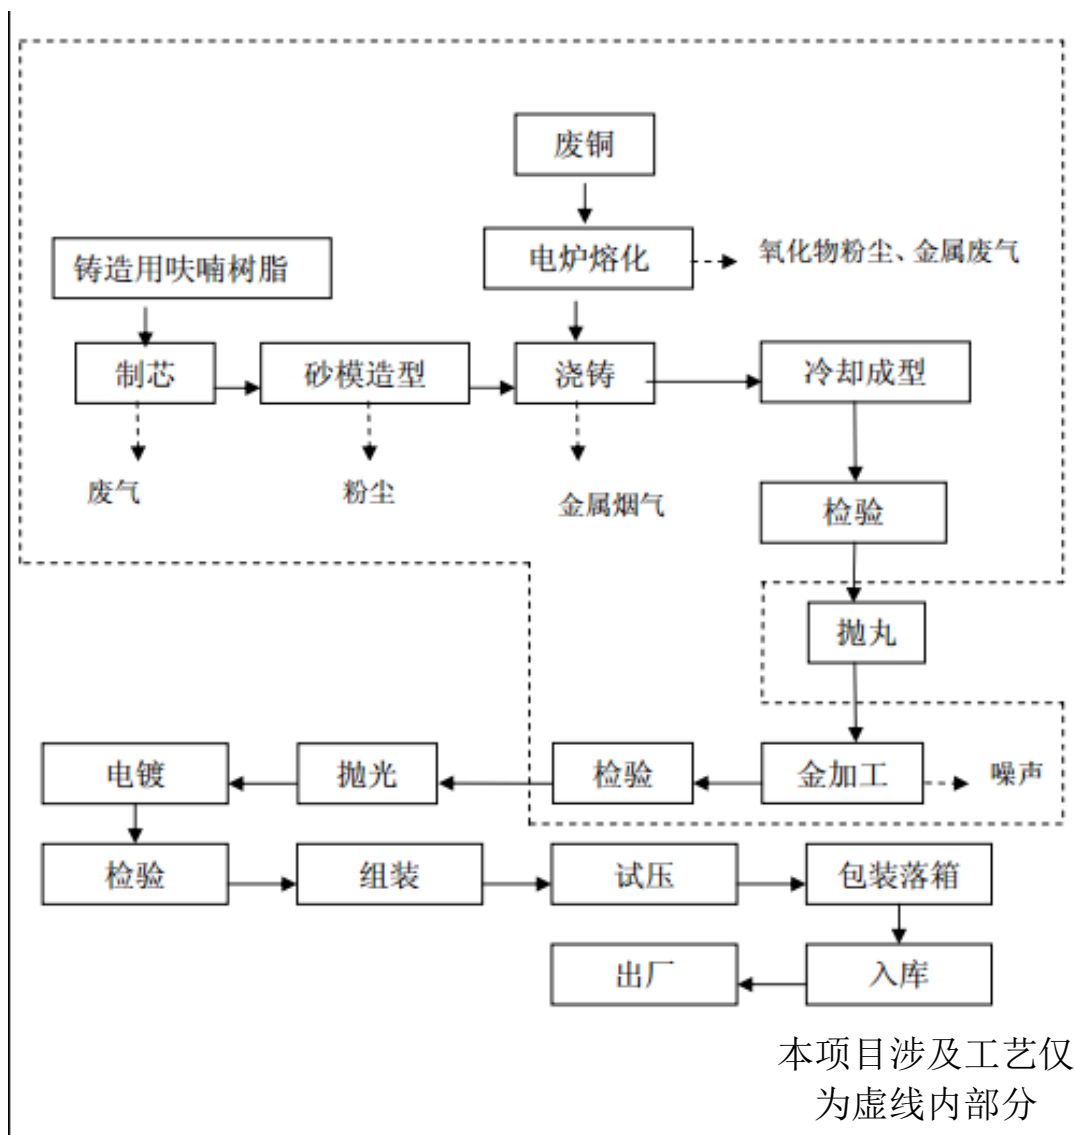 废铜
电炉熔化
氧化物粉尘、金属废气
铸造用呋喃树脂
制芯
砂模造型
浇铸
冷却成型
废气
粉尘
金属烟气
检验
抛丸
电镀
抛光
检验
金加工
噪声
检验
组装
试压
包装落箱
出厂
入库
本项目涉及工艺仅
为虚线内部分